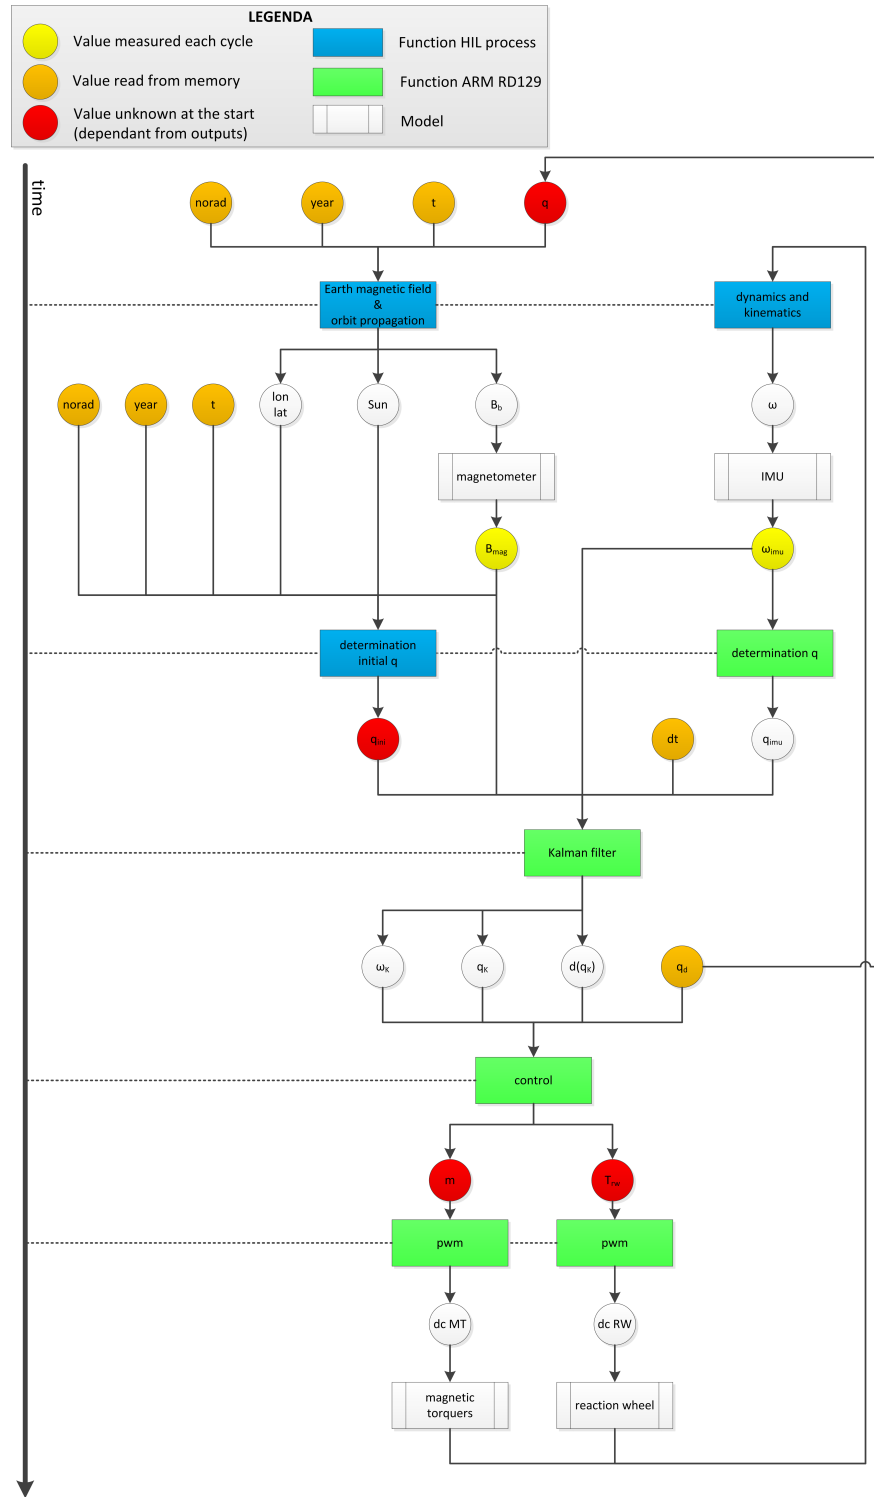 LEGENDA
Value measured each cycle
Function HIL process
Value read from memory
Function ARM RD129
Value unknown at the start
(dependant from outputs)
Model
time
norad
year
t
q
Earth magnetic field
&
orbit propagation
dynamics and
kinematics
norad
year
t
lon
lat
Sun
Bb
ω
magnetometer
IMU
Bmag
ωimu
determination
initial q
determination q
qini
dt
qimu
Kalman filter
ωK
qK
d(qK)
qd
control
m
Trw
pwm
pwm
dc MT
dc RW
magnetic
torquers
reaction wheel